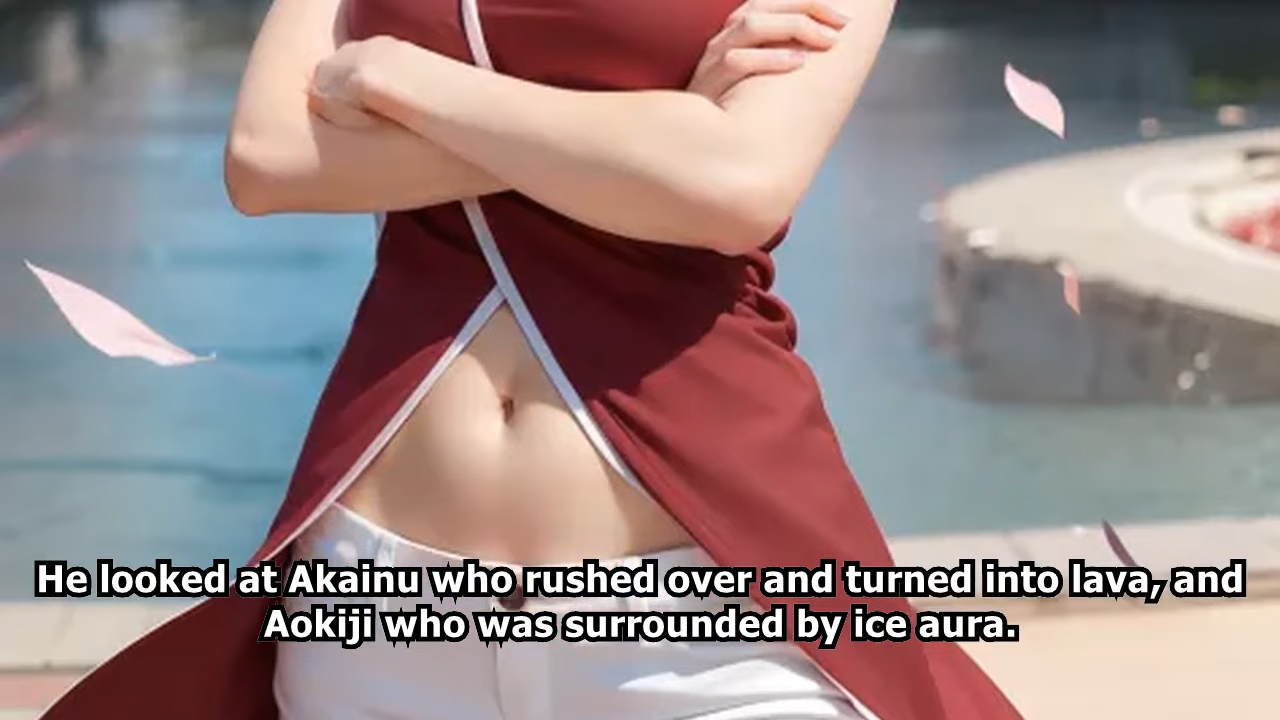 He looked at Akainu who rushed over and turned into lava, and
Aokiji who was surrounded by ice aura.